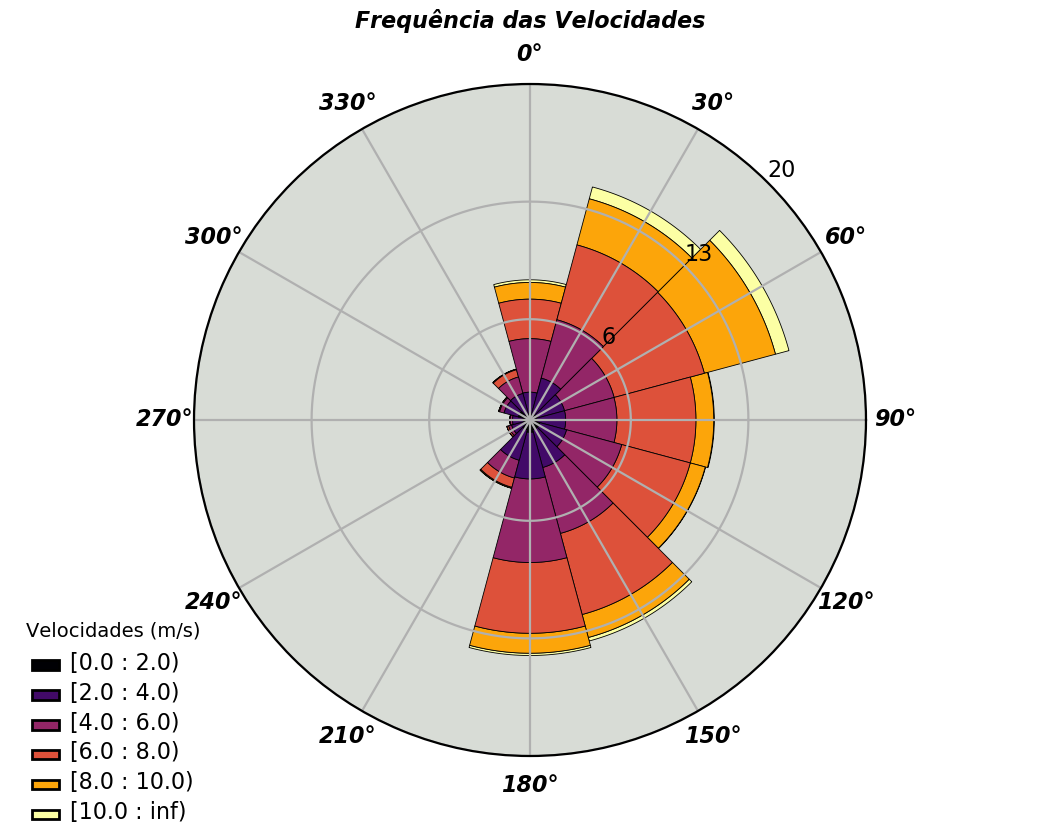 Frequência das Velocidades
0°
30°
60°
90°
120°
150°
180°
210°
240°
270°
300°
330°
6
13
20
Velocidades (m/s)
[0.0 : 2.0)
[2.0 : 4.0)
[4.0 : 6.0)
[6.0 : 8.0)
[8.0 : 10.0)
[10.0 : inf)